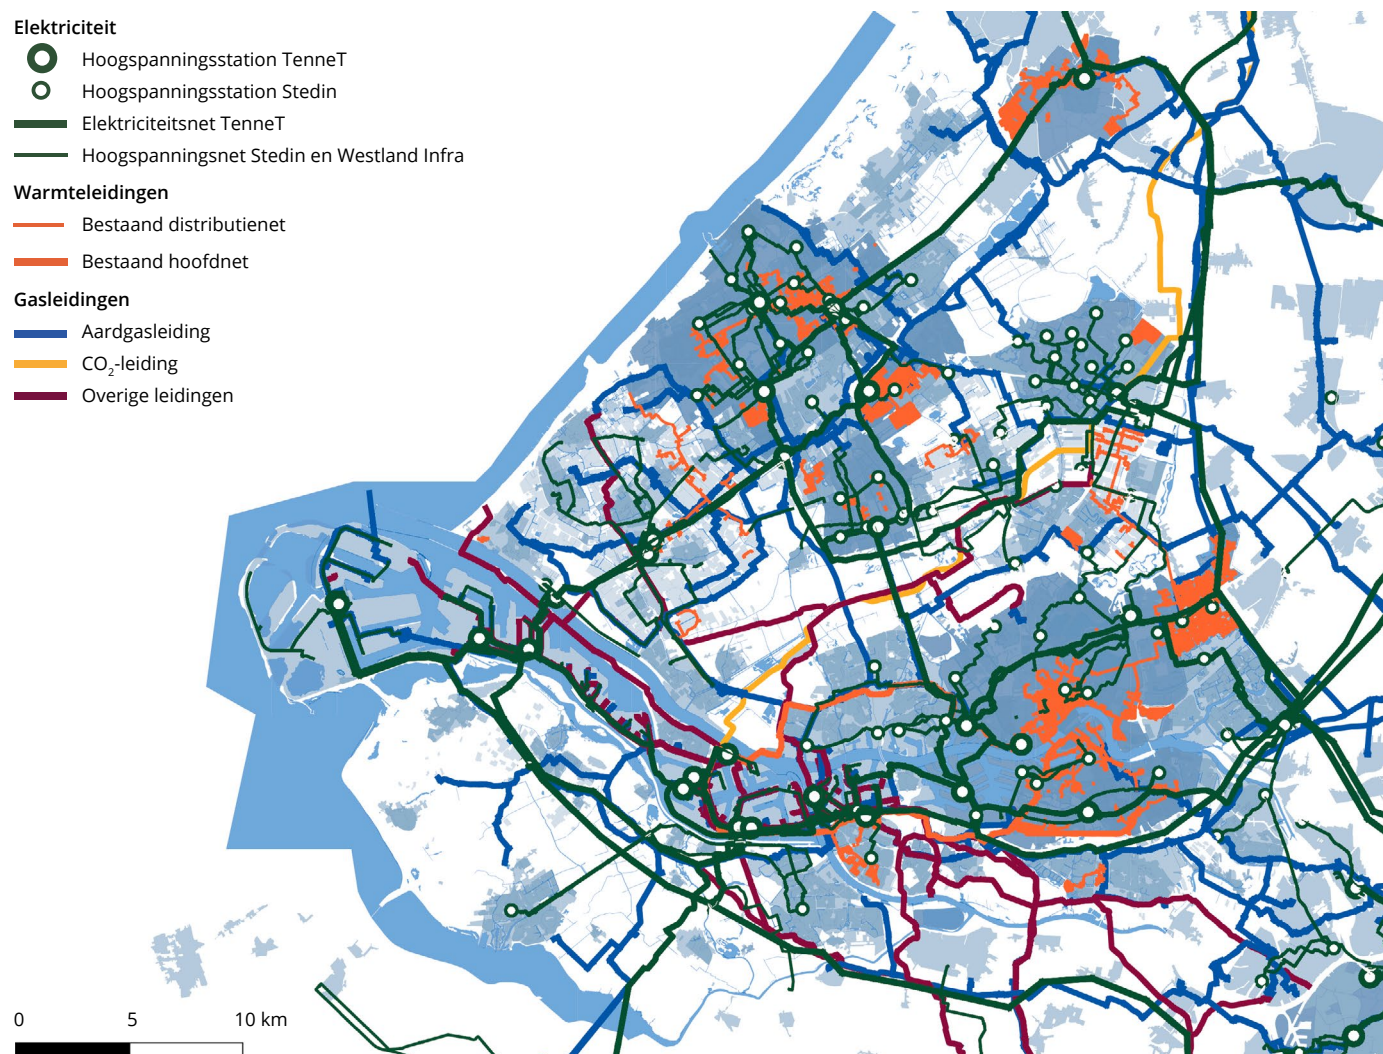 Elektriciteit
Hoogspanningsstation TenneT
Hoogspanningsstation Stedin
Elektriciteitsnet TenneT
Hoogspanningsnet Stedin en Westland Infra
Warmteleidingen
Bestaand distributienet
Bestaand hoofdnet
Gasleidingen
Aardgasleiding
CO₂-leiding
Overige leidingen
0 5 10 km